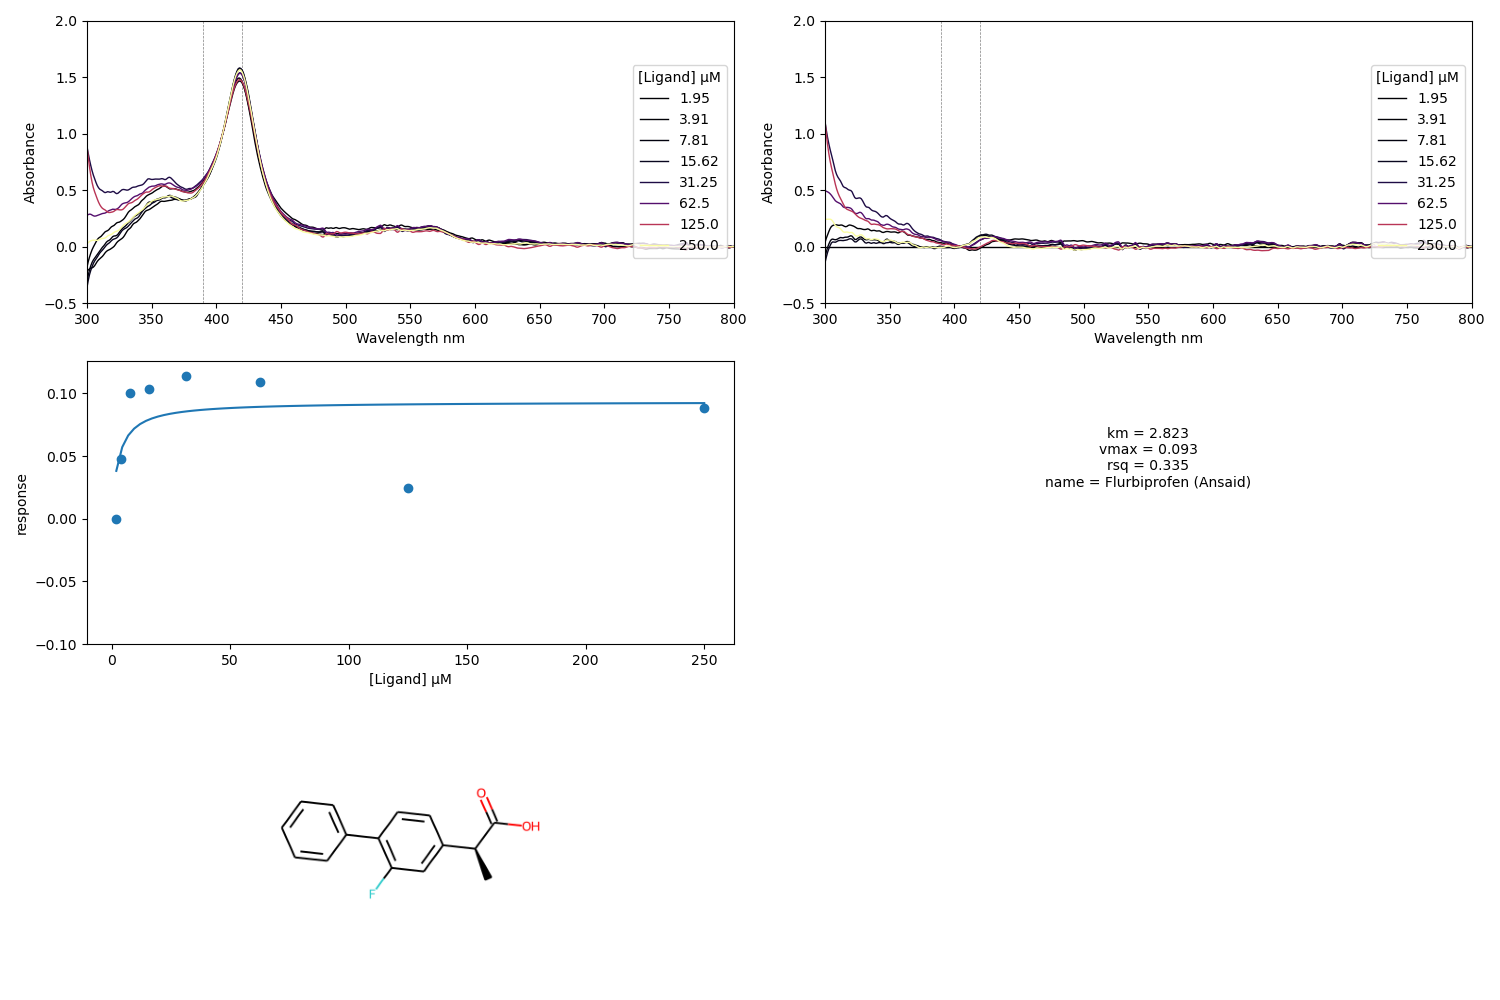 2.0
1.5
1.0
0.5
0.0
−0.5
Absorbance
300 350 400 450 500 550 600 650 700 750 800
Wavelength nm
[Ligand] μM
1.95
3.91
7.81
15.62
31.25
62.5
125.0
250.0
2.0
1.5
1.0
0.5
0.0
−0.5
Absorbance
300 350 400 450 500 550 600 650 700 750 800
Wavelength nm
[Ligand] μM
1.95
3.91
7.81
15.62
31.25
62.5
125.0
250.0
0.10
0.05
0.00
−0.05
−0.10
response
0 50 100 150 200 250
[Ligand] μM
km = 2.823
vmax = 0.093
rsq = 0.335
name = Flurbiprofen (Ansaid)
O
OH
F